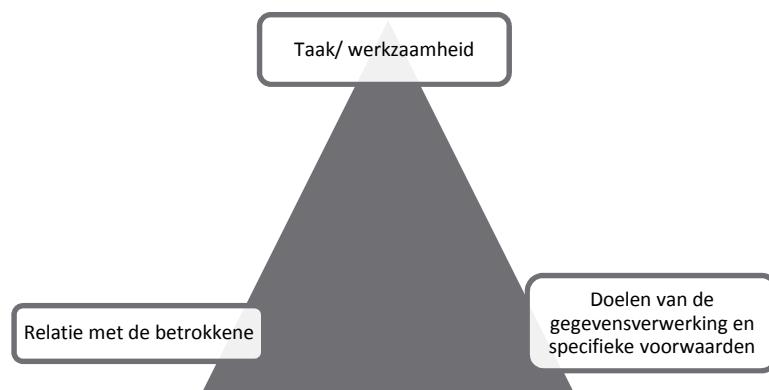 Taak/ werkzaamheid
Relatie met de betrokkene
Doelen van de
gegevensverwerking en
specifieke voorwaarden